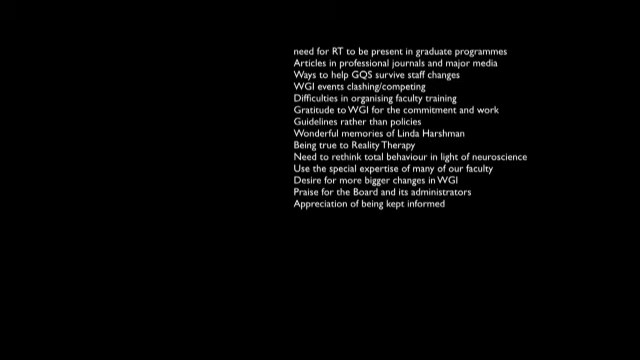 need for RT to be present in graduate programmes
Articles in professional journals and major media
Ways to help GQS survive staff changes
WGI events clashing/competing
Difficulties in organising faculty training
Gratitude to WGI for the commitment and work
Guidelines rather than policies
Wonderful memories of Linda Harshman
Being true to Reality Therapy
Need to rethink total behaviour in light of neuroscience
Use the special expertise of many of our faculty
Desire for more bigger changes in WGI
Praise for the Board and its administrators
Appreciation of being kept informed